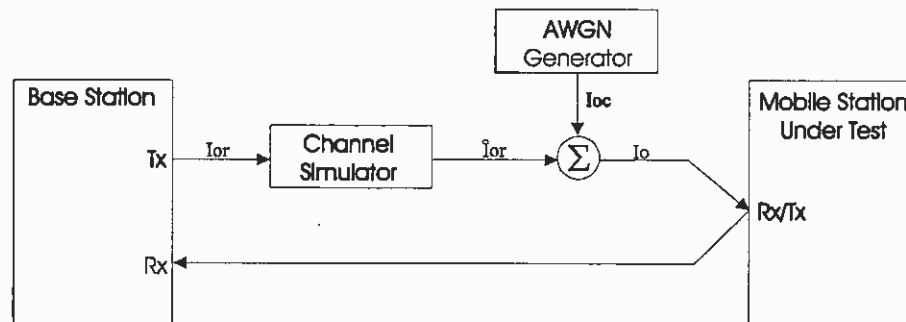 AWGN
Generator
Base Station
Ioc
Mobile Station
Under Test
Tx
Ior
Channel
Simulator
Îor
Σ
Io
Rx/Tx
Rx